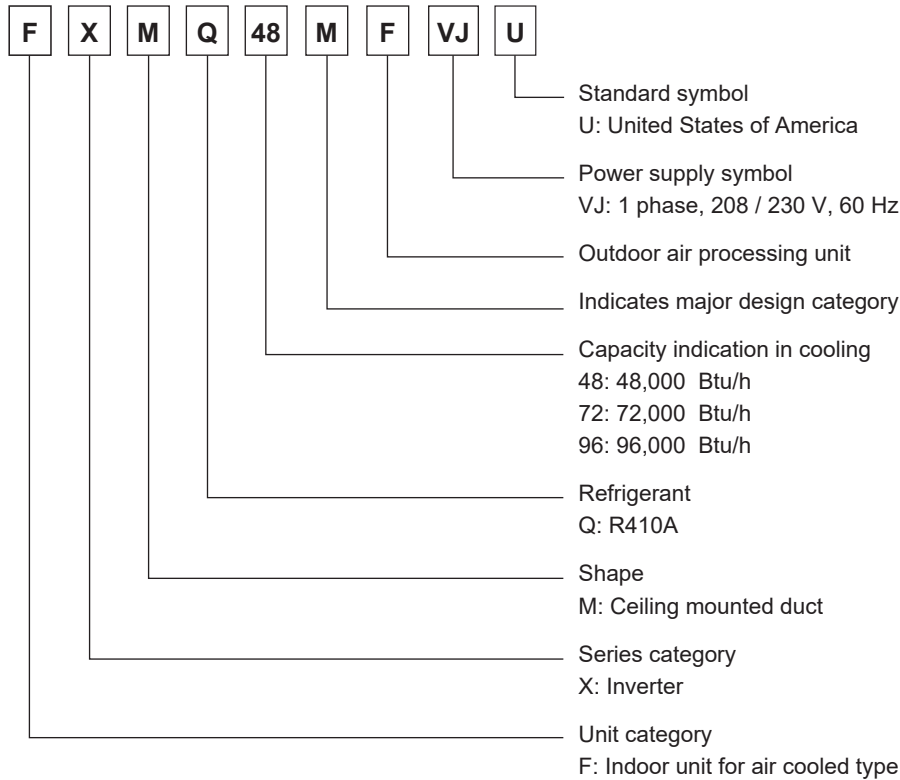 F X M Q 48 M F VJ U
Standard symbol
U: United States of America
Power supply symbol
VJ: 1 phase, 208 / 230 V, 60 Hz
Outdoor air processing unit
Indicates major design category
Capacity indication in cooling
48: 48,000 Btu/h
72: 72,000 Btu/h
96: 96,000 Btu/h
Refrigerant
Q: R410A
Shape
M: Ceiling mounted duct
Series category
X: Inverter
Unit category
F: Indoor unit for air cooled type